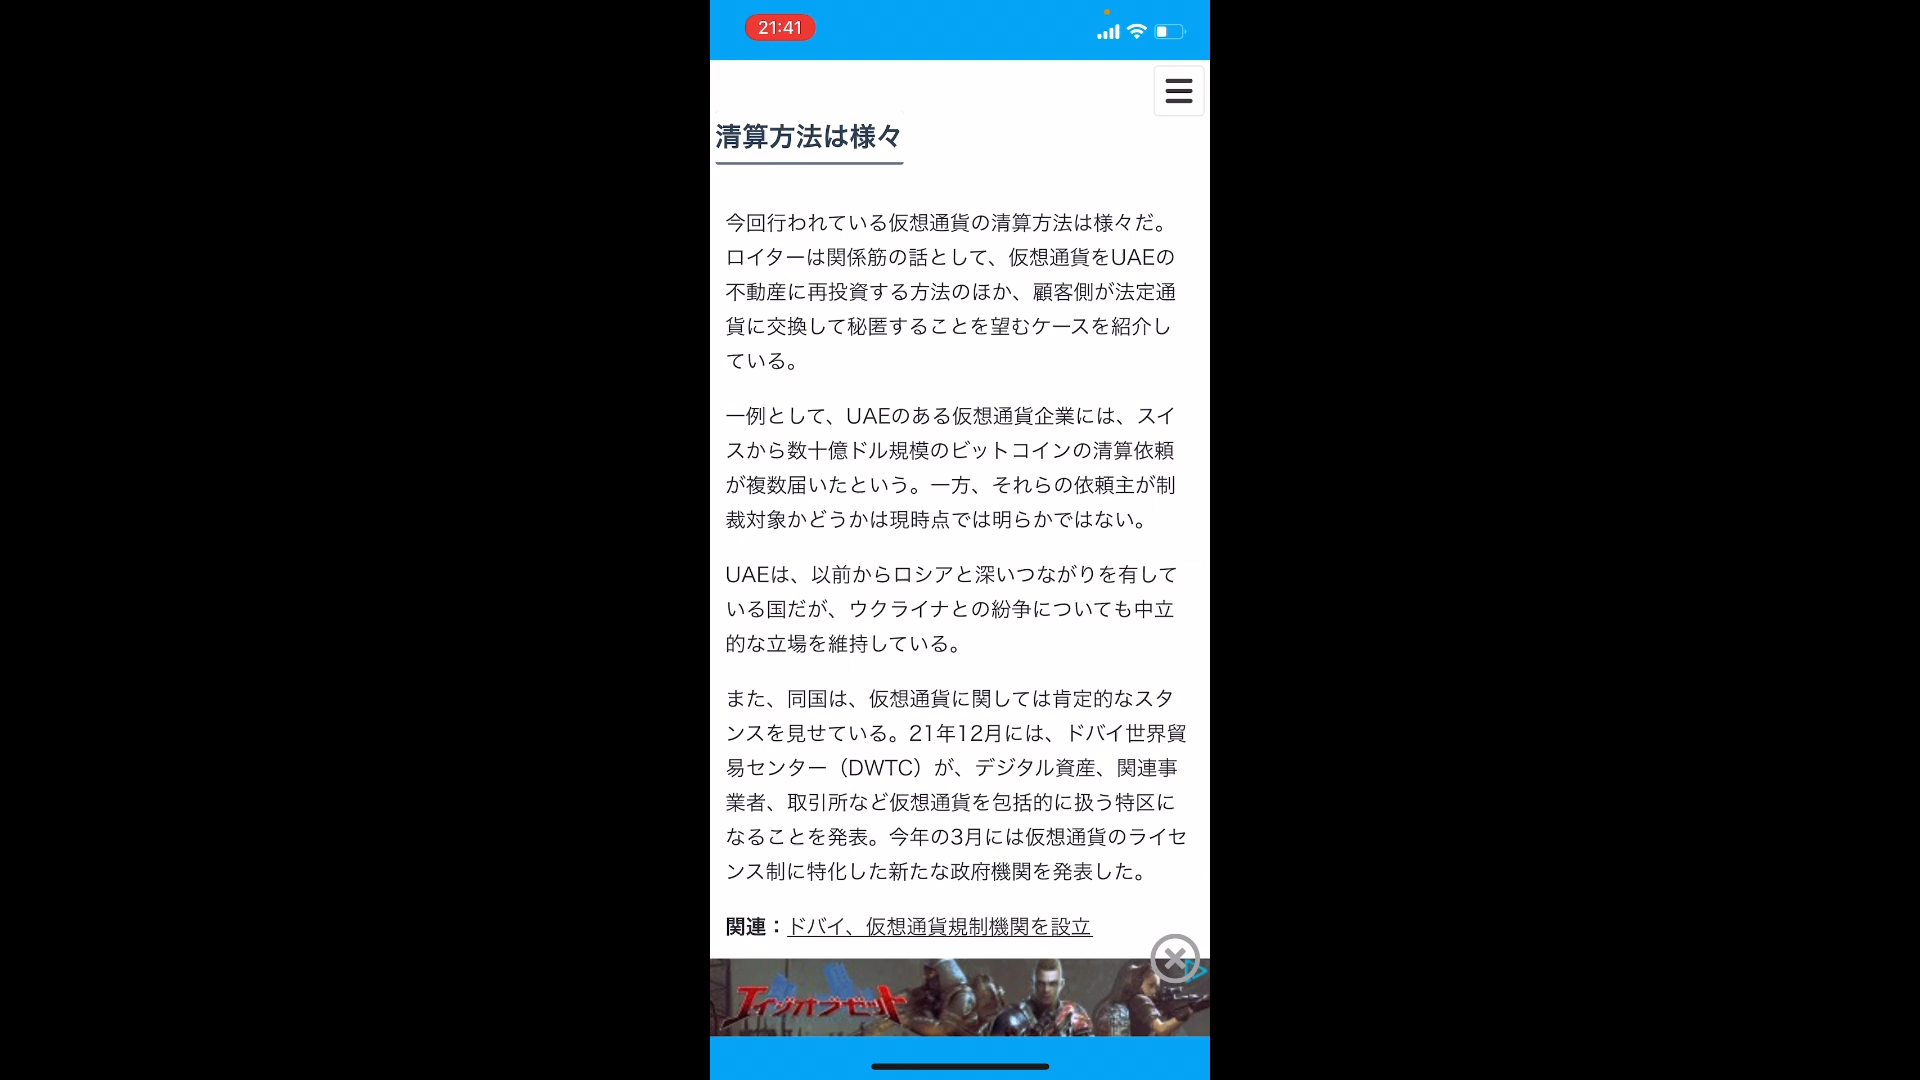 21:41
清算方法は様々
今回行われている仮想通貨の清算方法は様々だ。
ロイターは関係筋の話として、仮想通貨をUAEの
不動産に再投資する方法のほか、顧客側が法定通
貨に交換して秘匿することを望むケースを紹介し
ている。
一例として、UAEのある仮想通貨企業には、スイ
スから数十億ドル規模のビットコインの清算依頼
が複数届いたという。一方、それらの依頼主が制
裁対象かどうかは現時点では明らかではない。
UAEは、以前からロシアと深いつながりを有して
いる国だが、ウクライナとの紛争についても中立
的な立場を維持している。
また、同国は、仮想通貨に関しては肯定的なスタ
ンスを見せている。21年12月には、ドバイ世界貿
易センター（DWTC）が、デジタル資産、関連事
業者、取引所など仮想通貨を包括的に扱う特区に
なることを発表。今年の3月には仮想通貨のライセ
ンス制に特化した新たな政府機関を発表した。
関連：ドバイ、仮想通貨規制機関を設立
エイジオブゼット